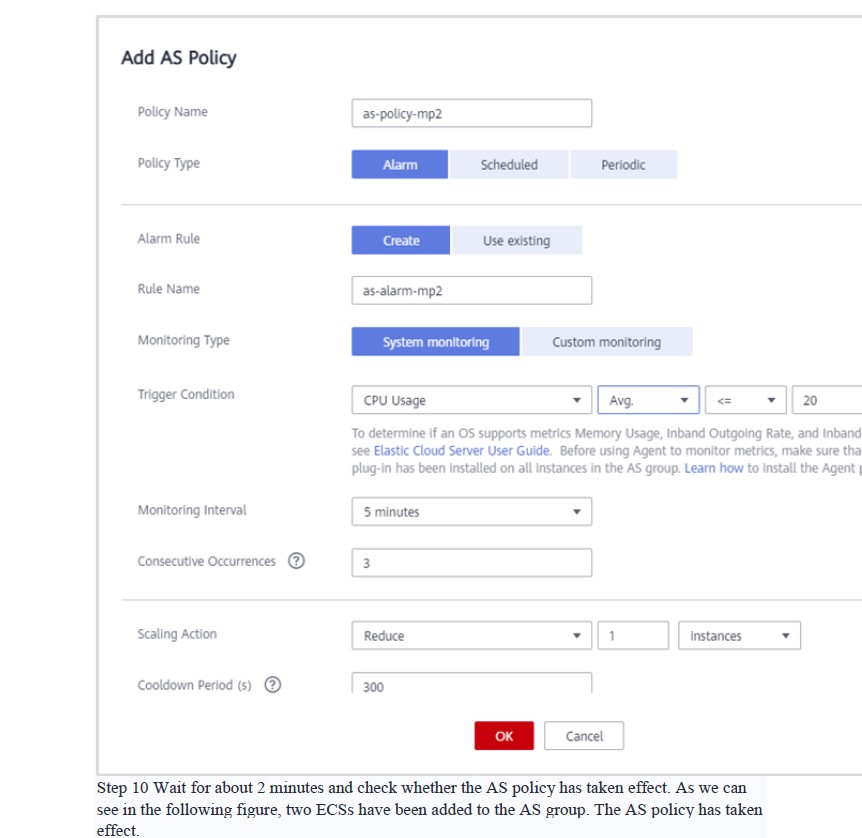 Add AS Policy
Policy Name as-policy-mp2
Policy Type Alarm Scheduled Periodic
Alarm Rule Create Use existing
Rule Name as-alarm-mp2
Monitoring Type System monitoring Custom monitoring
Trigger Condition CPU Usage Avg. <= 20
To determine if an OS supports metrics Memory Usage, Inband Outgoing Rate, and Inband
see Elastic Cloud Server User Guide. Before using Agent to monitor metrics, make sure tha
plug-in has been installed on all instances in the AS group. Learn how to install the Agent p
Monitoring Interval 5 minutes
Consecutive Occurrences ? 3
Scaling Action Reduce 1 instances
Cooldown Period (s) ? 300
OK Cancel
Step 10 Wait for about 2 minutes and check whether the AS policy has taken effect. As we can
see in the following figure, two ECSs have been added to the AS group. The AS policy has taken
effect.